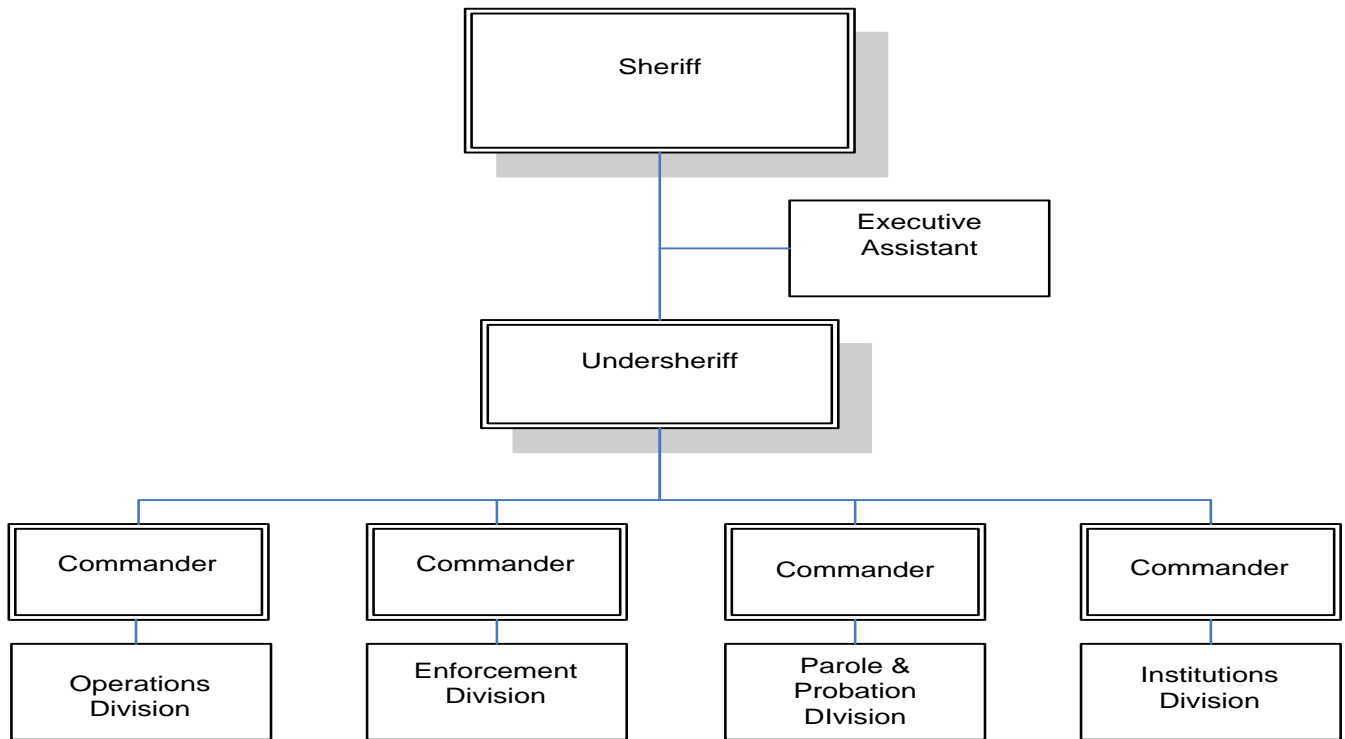 Sheriff
Executive
Assistant
Undersheriff
Commander
Commander
Commander
Commander
Operations
Division
Enforcement
Division
Parole &
Probation
DIvision
Institutions
Division